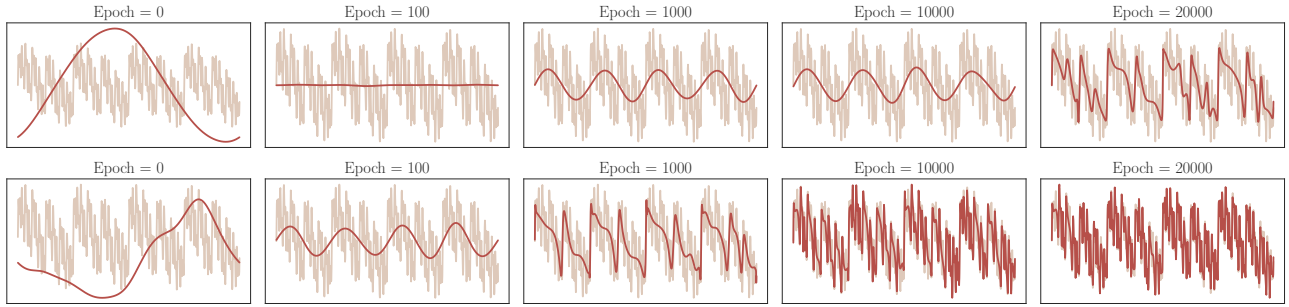 Epoch = 0
Epoch = 100
Epoch = 1000
Epoch = 10000
Epoch = 20000
Epoch = 0
Epoch = 100
Epoch = 1000
Epoch = 10000
Epoch = 20000